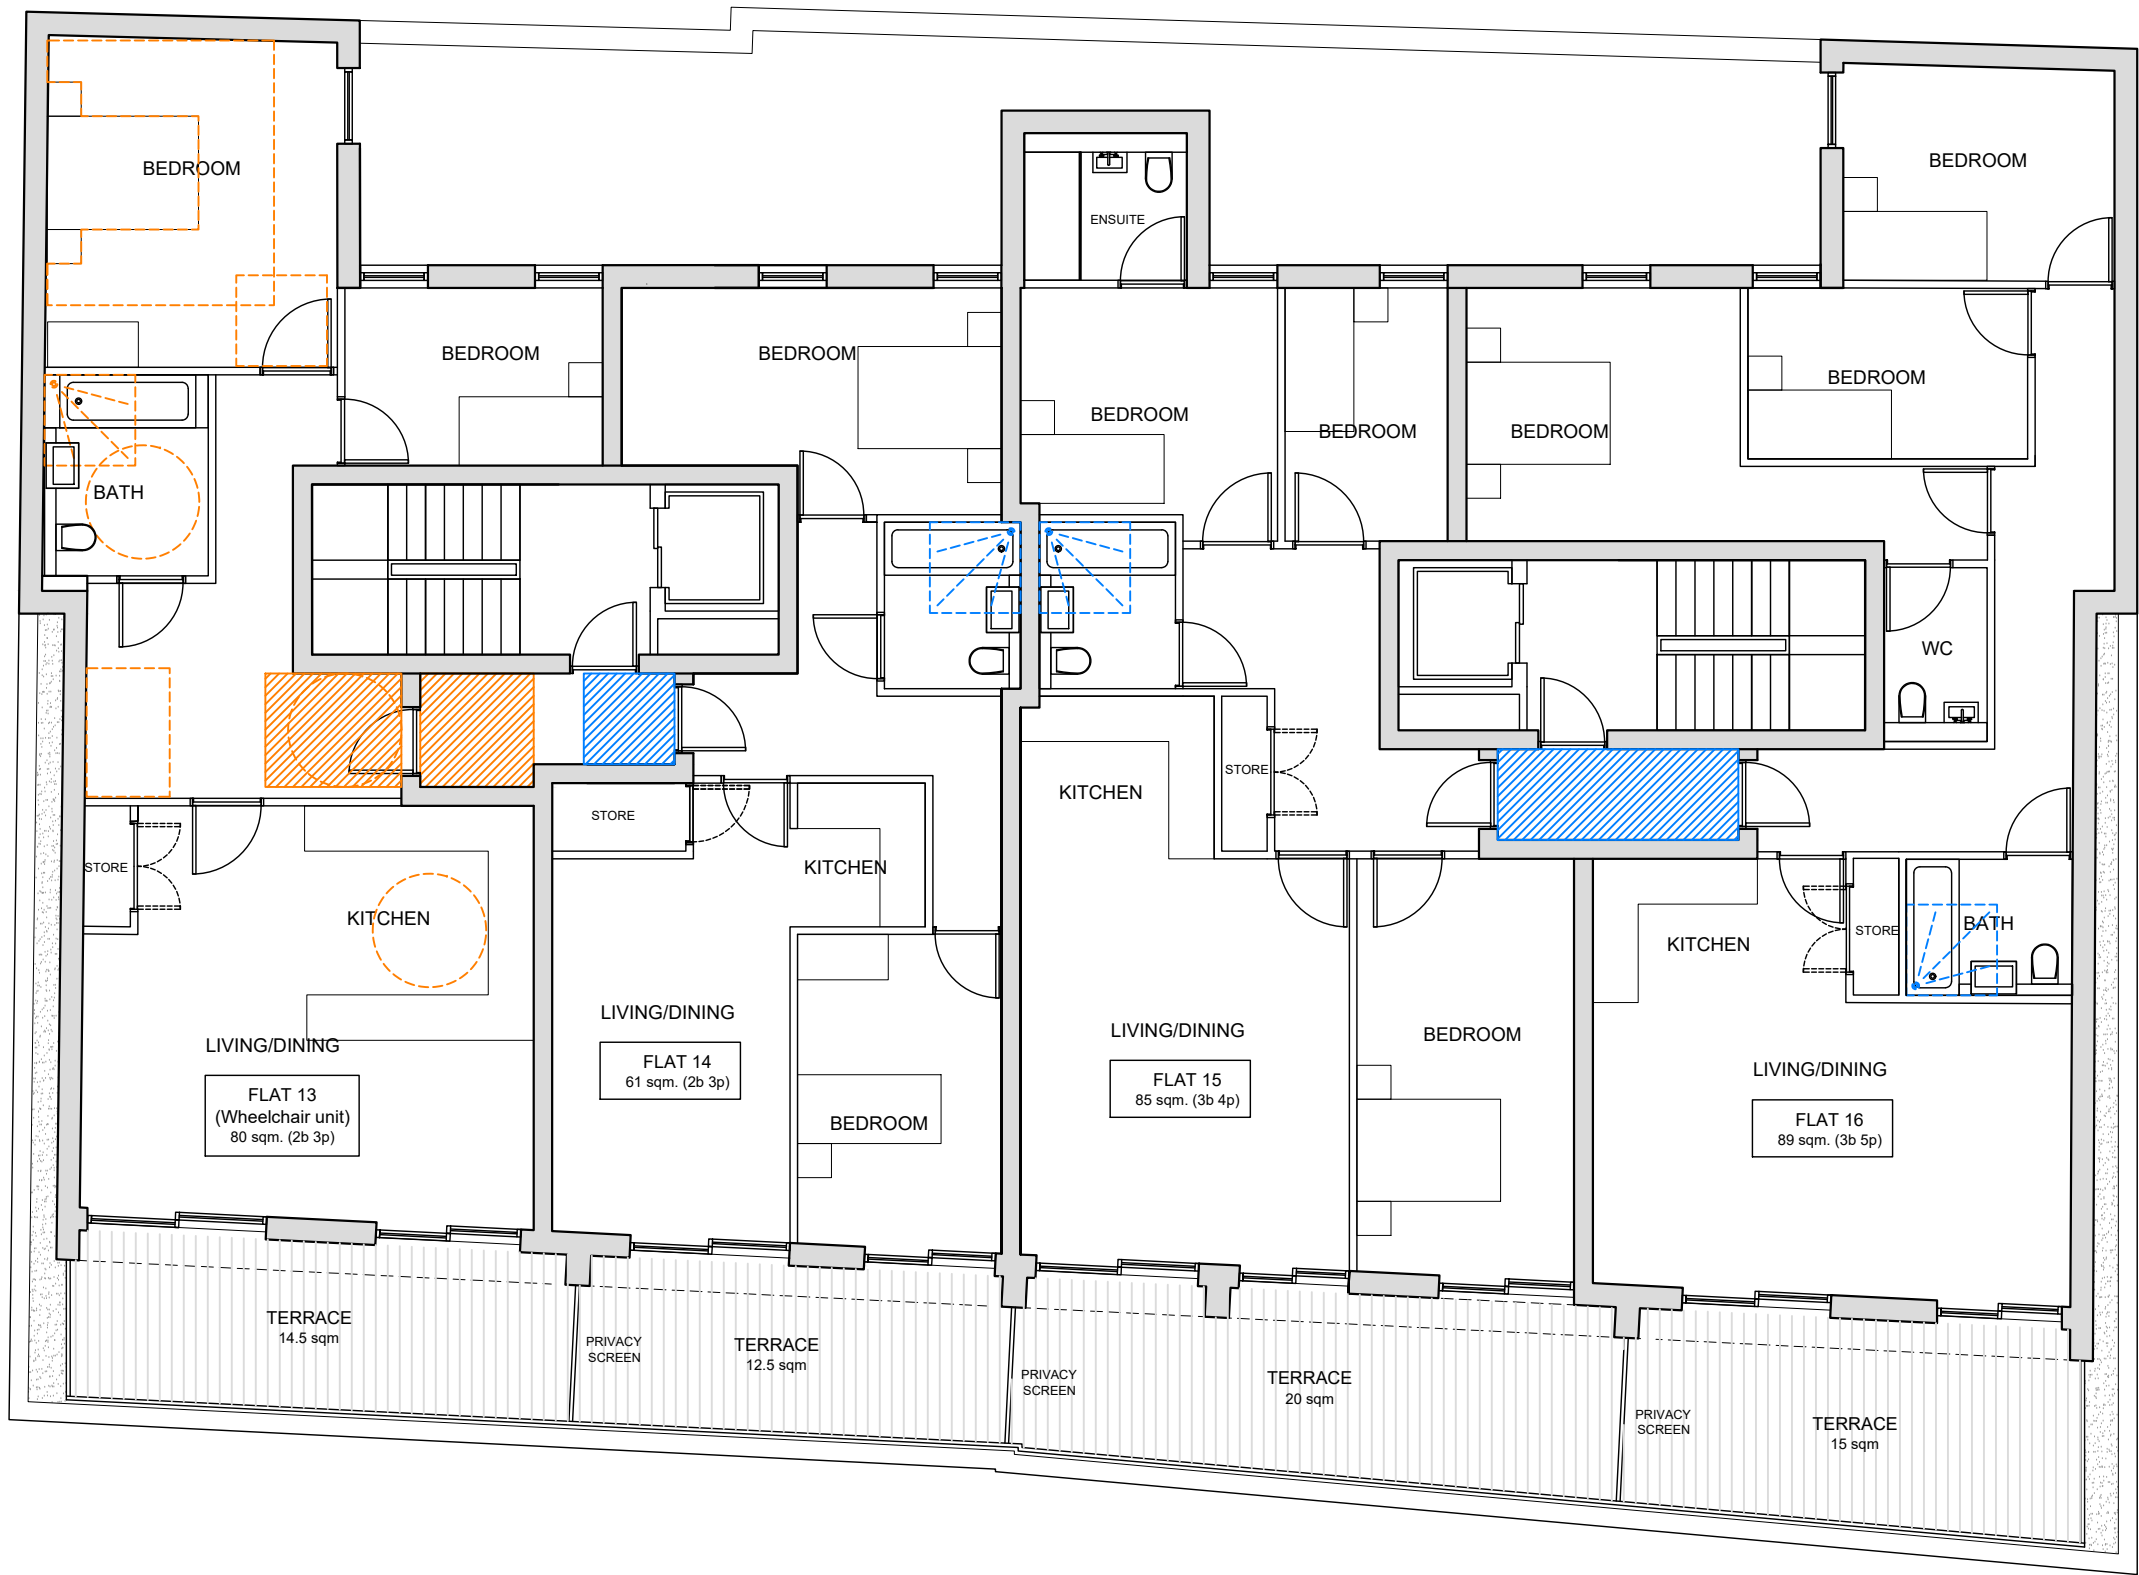 BEDROOM
BEDROOM
ENSUITE
BEDROOM
BEDROOM
BEDROOM
BEDROOM
BEDROOM
BEDROOM
BEDROOM
BATH
WC
STORE
KITCHEN
STORE
STORE
KITCHEN
KITCHEN
KITCHEN
STORE
BATH
LIVING/DINING
FLAT 13
(Wheelchair unit)
80 sqm. (2b 3p)
LIVING/DINING
FLAT 14
61 sqm. (2b 3p)
BEDROOM
LIVING/DINING
FLAT 15
85 sqm. (3b 4p)
BEDROOM
LIVING/DINING
FLAT 16
89 sqm. (3b 5p)
TERRACE
14.5 sqm
PRIVACY
SCREEN
TERRACE
12.5 sqm
PRIVACY
SCREEN
TERRACE
20 sqm
PRIVACY
SCREEN
TERRACE
15 sqm